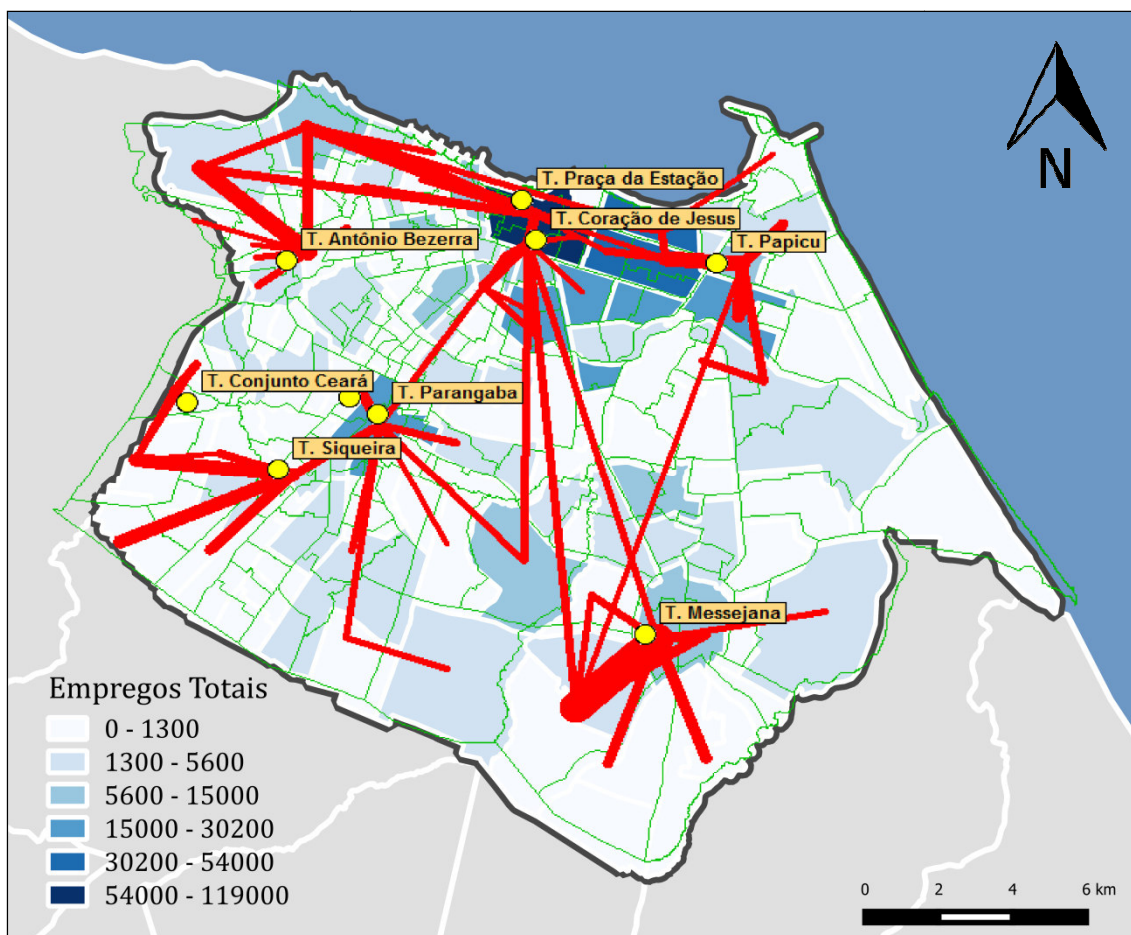 N
T. Praça da Estação
T. Coração de Jesus
T. Antônio Bezerra
T. Papicu
T. Conjunto Ceará
T. Parangaba
T. Siqueira
T. Messejana
Empregos Totais
0 - 1300
1300 - 5600
5600 - 15000
15000 - 30200
30200 - 54000
54000 - 119000
0 2 4 6 km